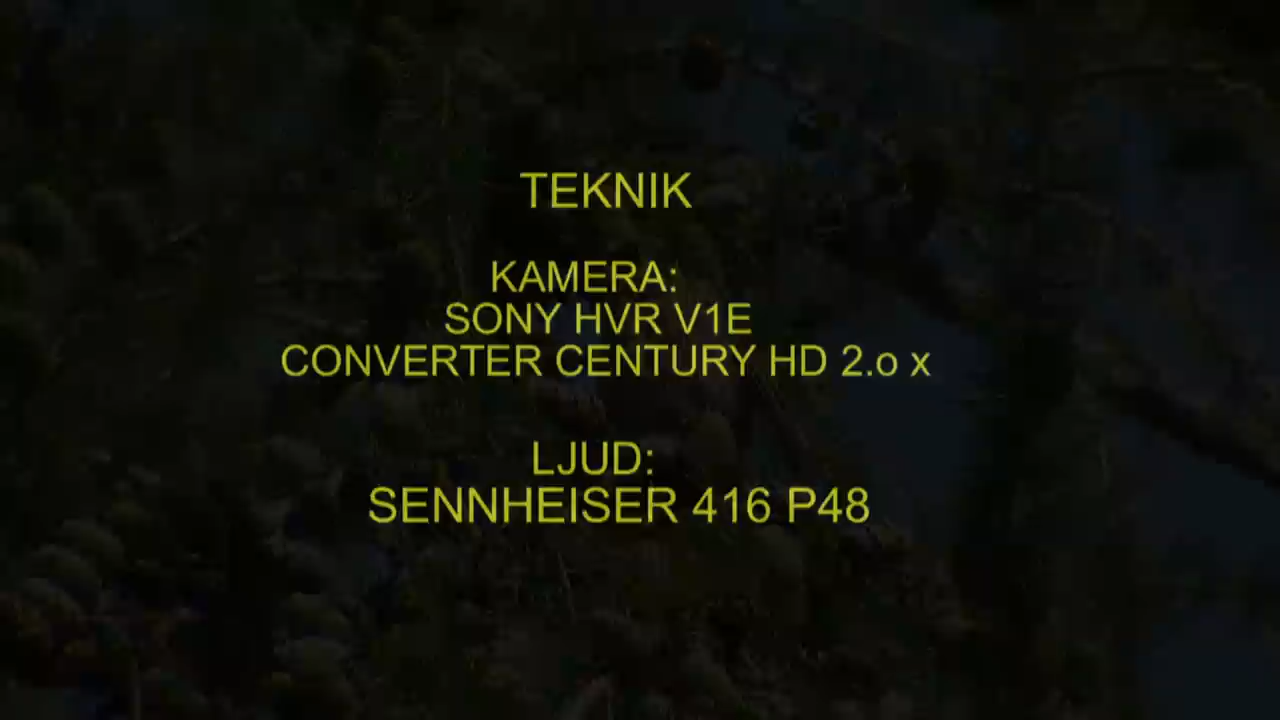 TEKNIK
KAMERA:
SONY HVR V1E
CONVERTER CENTURY HD 2.o x
LJUD:
SENNHEISER 416 P48